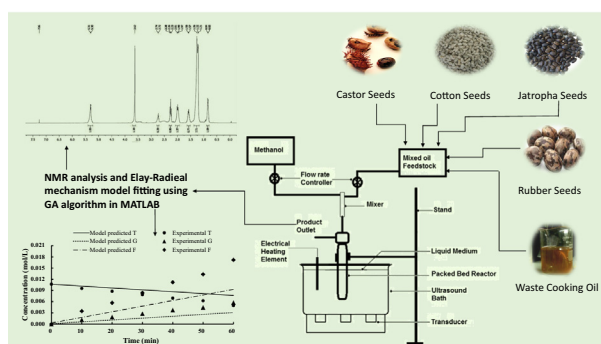 Castor Seeds
Cotton Seeds
Jatropha Seeds
Rubber Seeds
Waste Cooking Oil
Methanol
Mixed oil
Feedstock
Flow rate
Controller
Mixer
Product
Outlet
Stand
Electrical
Heating
Element
Liquid Medium
Packed Bed Reactor
Ultrasound
Bath
Transducer
NMR analysis and Elay-Radieal
mechanism model fitting using
GA algorithm in MATLAB
Model predicted T
Experimental T
Model predicted G
Experimental G
Model predicted F
Experimental F
Concentration (mol/L)
0.021
0.018
0.015
0.012
0.009
0.006
0.003
0.000
0 10 20 30 40 50 60
Time (min)